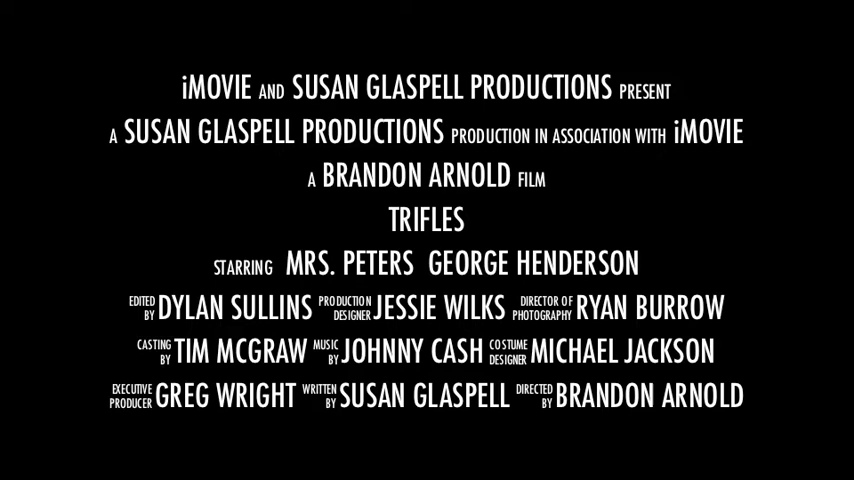 iMOVIE AND SUSAN GLASPELL PRODUCTIONS PRESENT
A SUSAN GLASPELL PRODUCTIONS PRODUCTION IN ASSOCIATION WITH iMOVIE
A BRANDON ARNOLD FILM
TRIFLES
STARRING MRS. PETERS GEORGE HENDERSON
EDITED BY DYLAN SULLINS PRODUCTION DESIGNER JESSIE WILKS DIRECTOR OF PHOTOGRAPHY RYAN BURROW
CASTING BY TIM MCGRAW MUSIC BY JOHNNY CASH COSTUME DESIGNER MICHAEL JACKSON
EXECUTIVE PRODUCER GREG WRIGHT WRITTEN BY SUSAN GLASPELL DIRECTED BY BRANDON ARNOLD